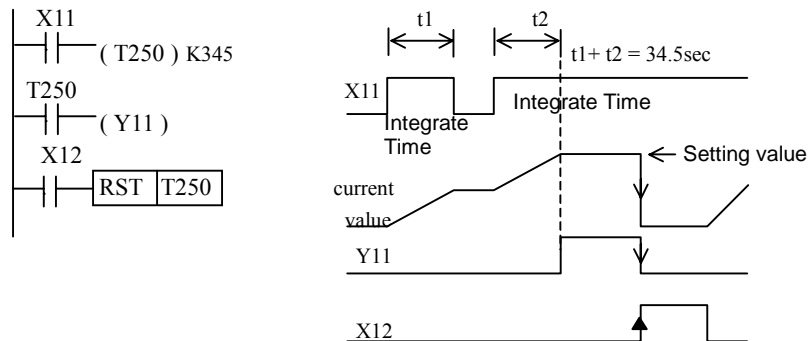 X11
( T250 ) K345
T250
( Y11 )
X12
RST T250
t1 t2
t1+ t2 = 34.5sec
X11
Integrate Time
Integrate Time
Setting value
current value
Y11
X12